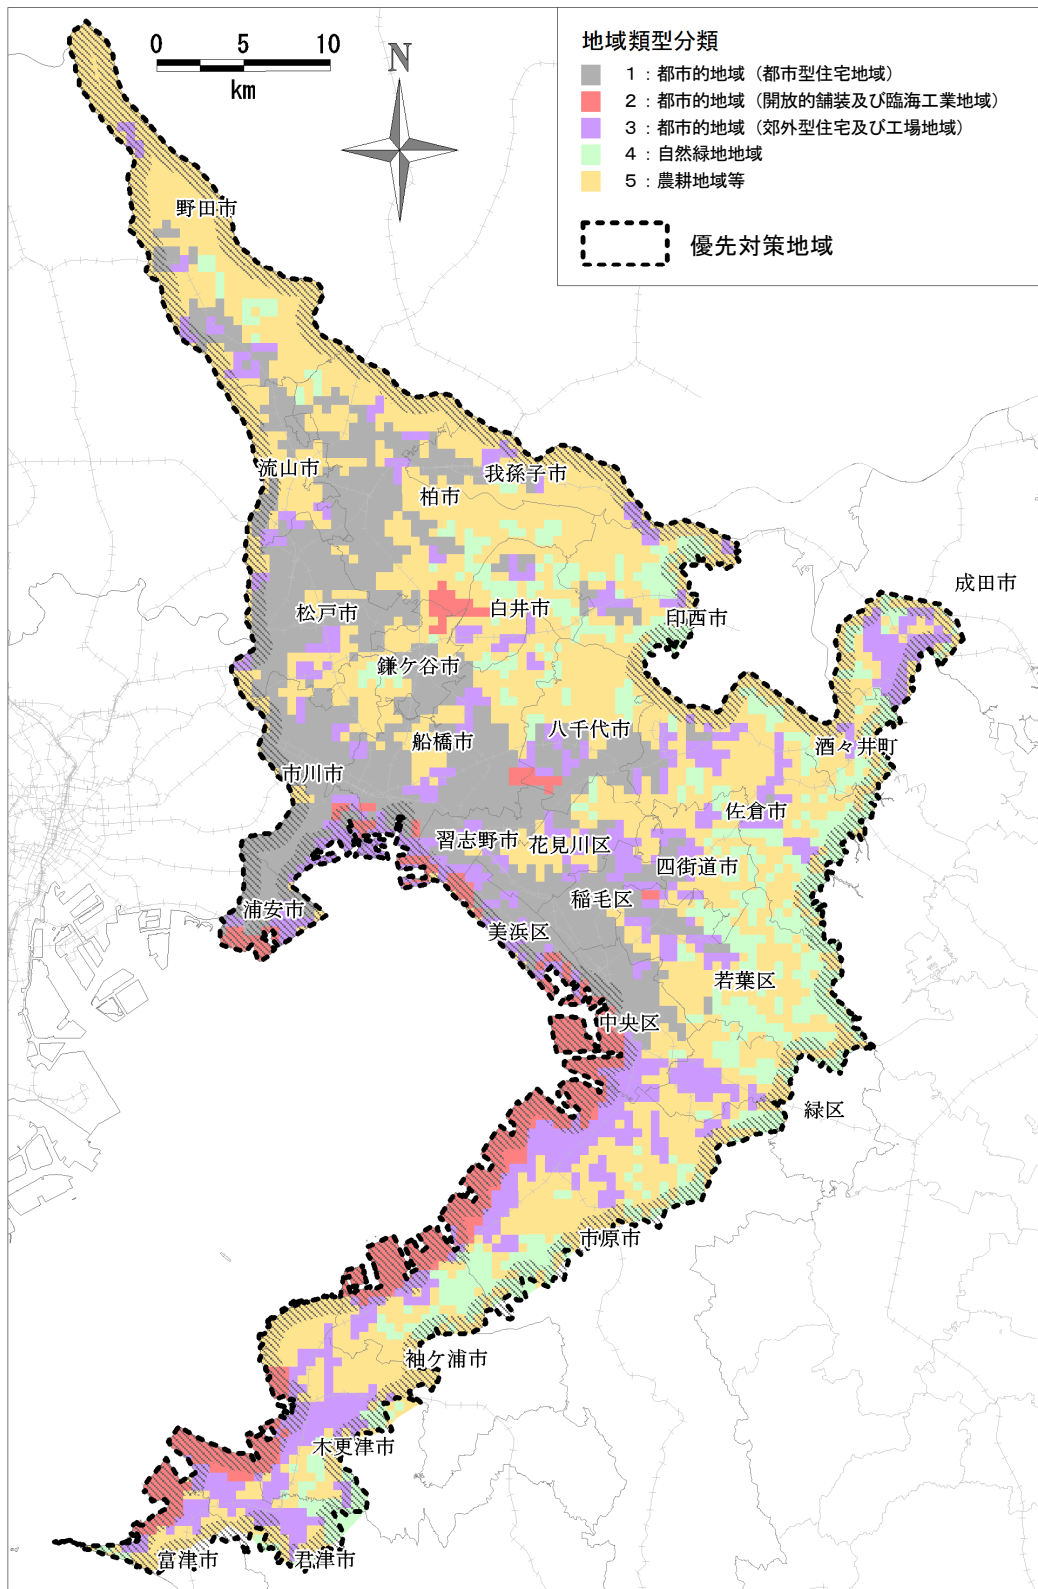 0 5 10
km
N
地域類型分類
1：都市的地域（都市型住宅地域）
2：都市的地域（開放的舗装及び臨海工業地域）
3：都市的地域（郊外型住宅及び工場地域）
4：自然緑地地域
5：農耕地域等
優先対策地域
野田市
流山市
我孫子市
柏市
成田市
松戸市
白井市
印西市
鎌ケ谷市
船橋市
八千代市
酒々井町
市川市
佐倉市
習志野市
花見川区
四街道市
稲毛区
浦安市
美浜区
若葉区
中央区
緑区
市原市
袖ケ浦市
木更津市
富津市
君津市